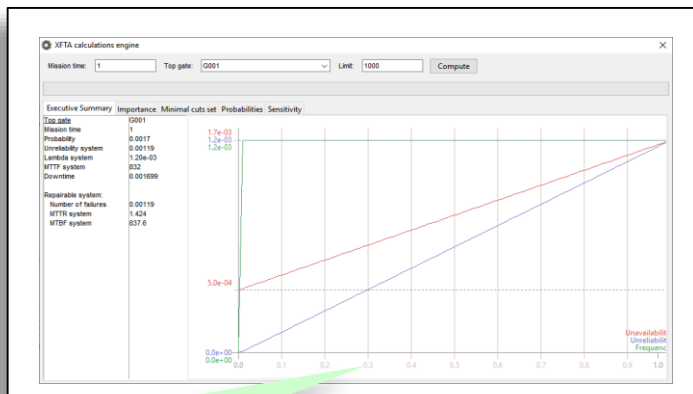 XFTA calculations engine
Mission time: 1 Top gate: G001 Limit: 1000 Compute
Executive Summary Importance Minimal cuts set Probabilities Sensitivity
Top gate G001
Mission time 1
Probability 0.0017
Unreliability system 0.00119
Lambda system 1.20e-03
MTTF system 832
Downtime 0.001699
Repairable system:
Number of failures 0.00119
MTTR system 1.424
MTBF system 837.6
1.7e-03
1.2e-03
1.2e-03
5.0e-04
0.0e+00
0.0e+00
Unavailabilit
Unreliabilit
Frequenc
0.0 0.1 0.2 0.3 0.4 0.5 0.6 0.7 0.8 0.9 1.0